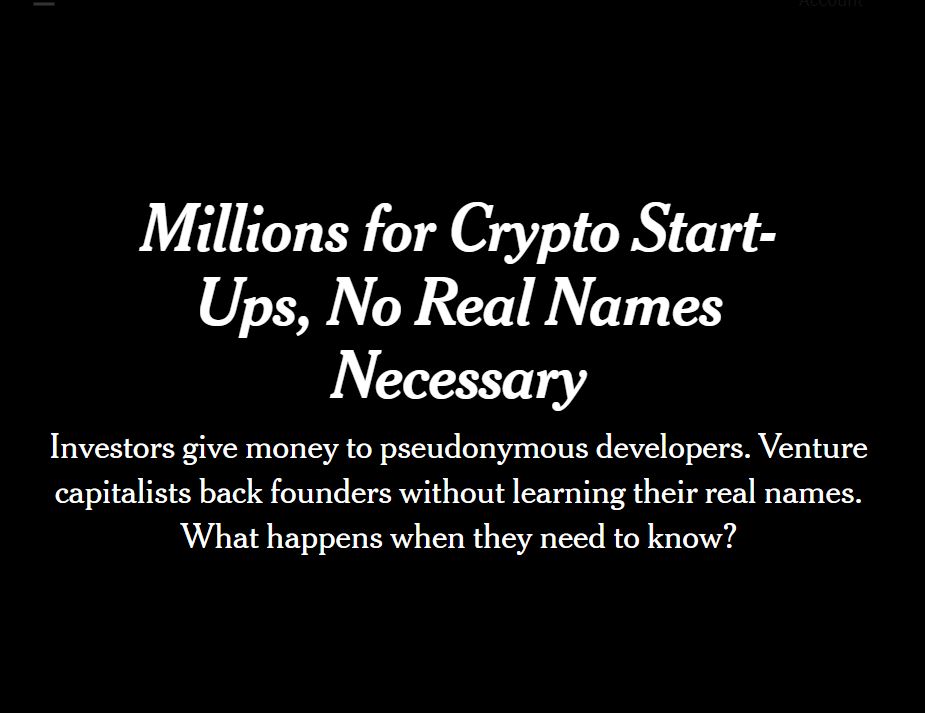 Account
Millions for Crypto Start-
Ups, No Real Names
Necessary
Investors give money to pseudonymous developers. Venture
capitalists back founders without learning their real names.
What happens when they need to know?